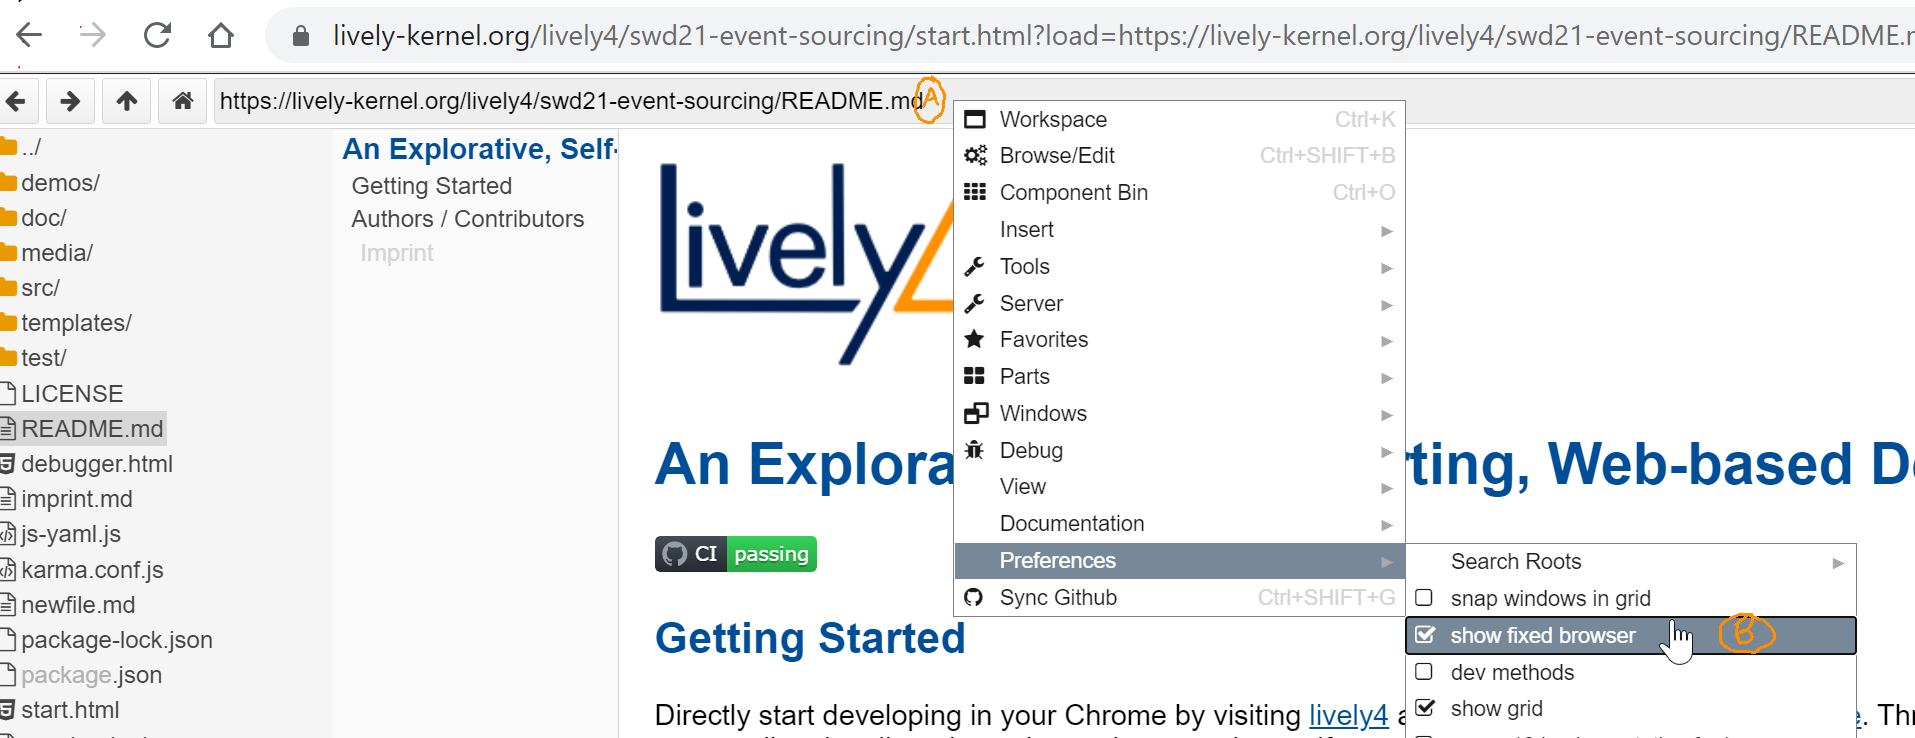 lively-kernel.org/lively4/swd21-event-sourcing/start.html?load=https://lively-kernel.org/lively4/swd21-event-sourcing/README.m
https://lively-kernel.org/lively4/swd21-event-sourcing/README.md
A
../
demos/
doc/
media/
src/
templates/
test/
LICENSE
README.md
debugger.html
imprint.md
js-yaml.js
karma.conf.js
newfile.md
package-lock.json
package.json
start.html
An Explorative, Self-
Getting Started
Authors / Contributors
Imprint
Lively4
An Explora
rting, Web-based D
CI passing
Getting Started
Directly start developing in your Chrome by visiting lively4 a
. Thr
Workspace Ctrl+K
Browse/Edit Ctrl+SHIFT+B
Component Bin Ctrl+O
Insert
Tools
Server
Favorites
Parts
Windows
Debug
View
Documentation
Preferences
Sync Github Ctrl+SHIFT+G
Search Roots
snap windows in grid
show fixed browser B
dev methods
show grid